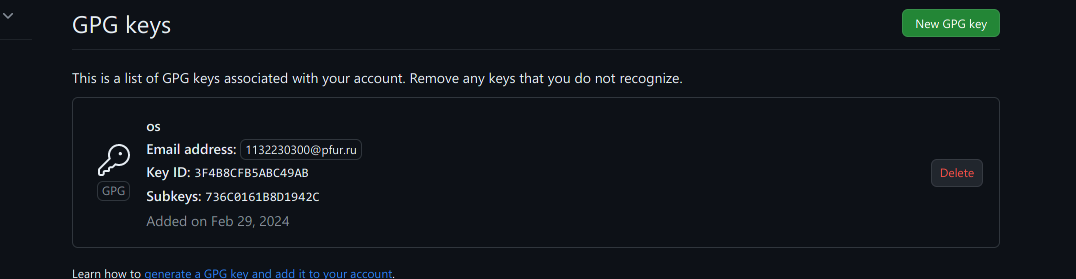 GPG keys
New GPG key
This is a list of GPG keys associated with your account. Remove any keys that you do not recognize.
os
Email address: 1132230300@pfur.ru
Key ID: 3F4B8CFB5ABC49AB
GPG
Subkeys: 736C0161B8D1942C
Added on Feb 29, 2024
Delete
Learn how to generate a GPG key and add it to your account.